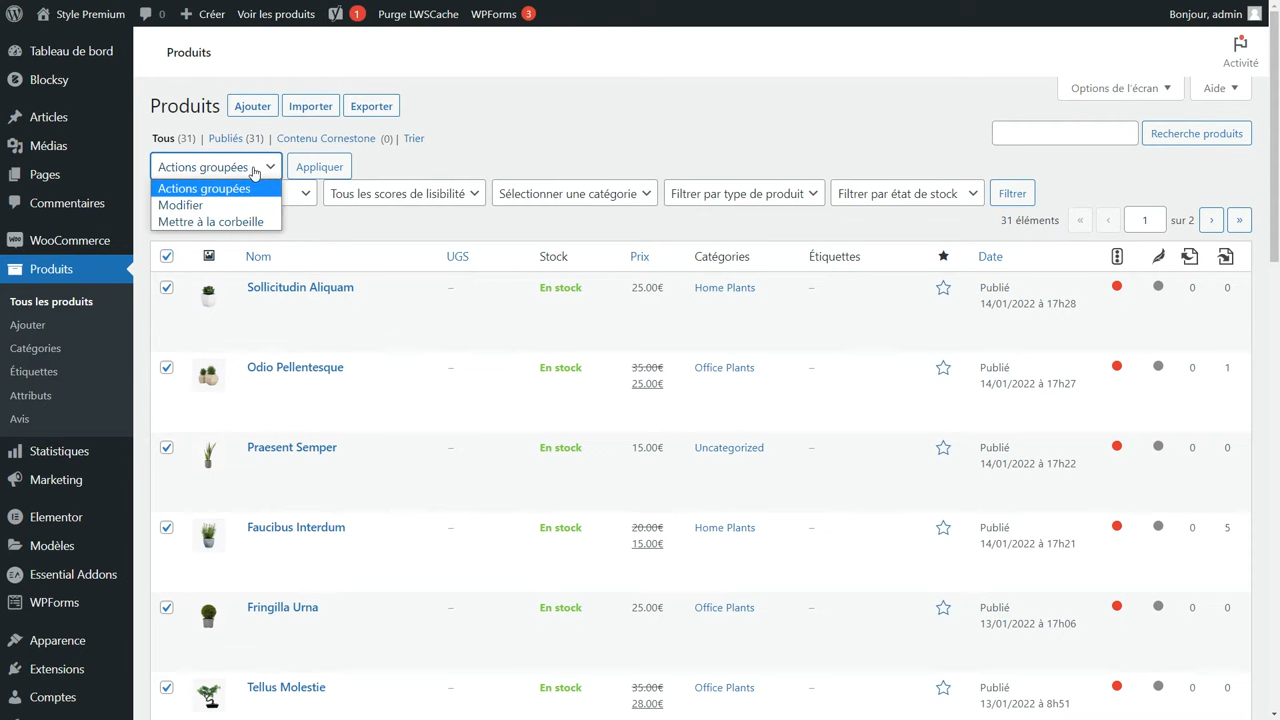 Style Premium 0 Créer Voir les produits 1 Purge LWSCache WPForms 3 Bonjour, admin
Tableau de bord
Blocksy
Articles
Médias
Pages
Commentaires
WooCommerce
Produits
Tous les produits
Ajouter
Catégories
Étiquettes
Attributs
Avis
Statistiques
Marketing
Elementor
Modèles
Essential Addons
WPForms
Apparence
Extensions
Comptes
Produits
Activité
Options de l'écran ▼ Aide ▼
Produits Ajouter Importer Exporter
Tous (31) | Publiés (31) | Contenu Cornestone (0) | Trier
Recherche produits
Actions groupées Appliquer
Actions groupées
Modifier
Mettre à la corbeille
Tous les scores de lisibilité Sélectionner une catégorie Filtrer par type de produit Filtrer par état de stock Filtrer
31 éléments « ‹ 1 sur 2 › »
Nom UGS Stock Prix Catégories Étiquettes Date
Sollicitudin Aliquam – En stock 25.00€ Home Plants – Publié 0 0
14/01/2022 à 17h28
Odio Pellentesque – En stock 35.00€ Office Plants – Publié 0 1
25.00€ 14/01/2022 à 17h27
Praesent Semper – En stock 15.00€ Uncategorized – Publié 0 0
14/01/2022 à 17h22
Faucibus Interdum – En stock 20.00€ Home Plants – Publié 0 5
15.00€ 14/01/2022 à 17h21
Fringilla Urna – En stock 25.00€ Office Plants – Publié 0 0
13/01/2022 à 17h06
Tellus Molestie – En stock 35.00€ Office Plants – Publié 0 0
28.00€ 13/01/2022 à 8h51